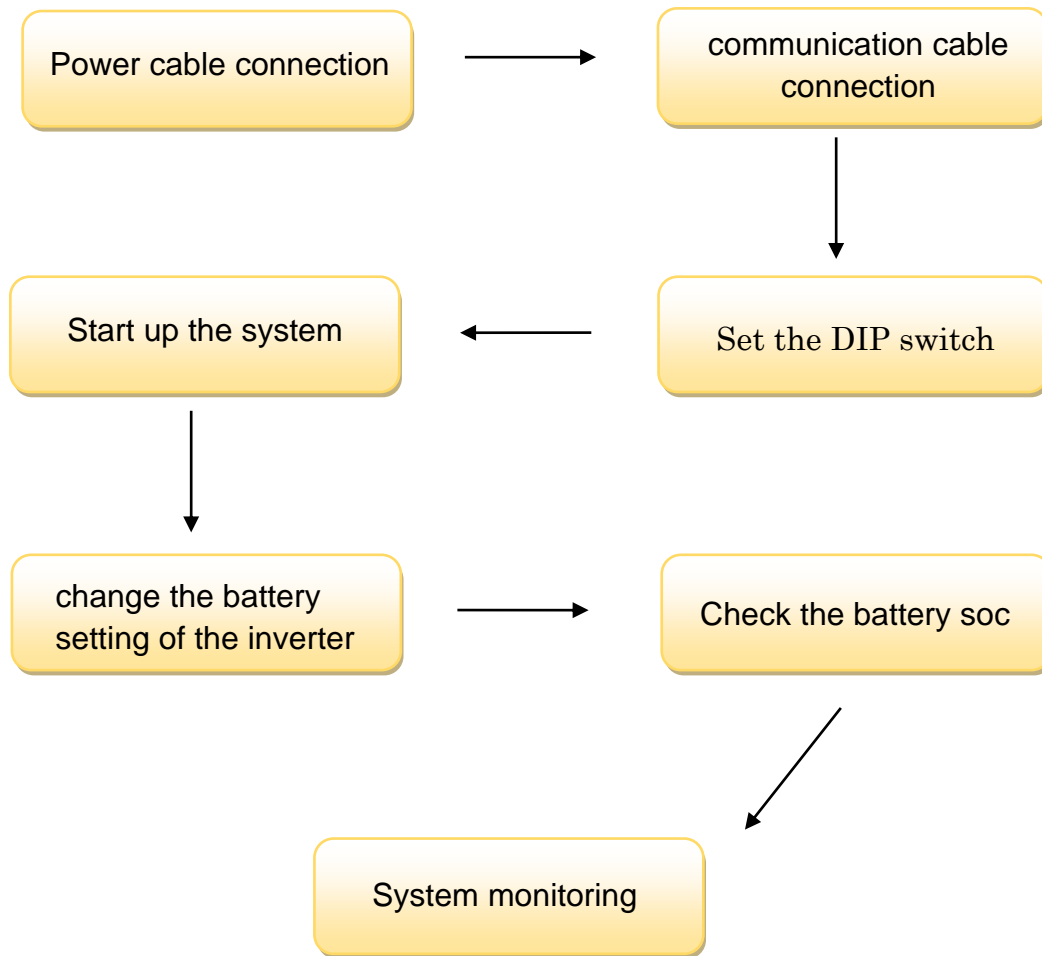 Power cable connection
communication cable
connection
Set the DIP switch
Start up the system
change the battery
setting of the inverter
Check the battery soc
System monitoring